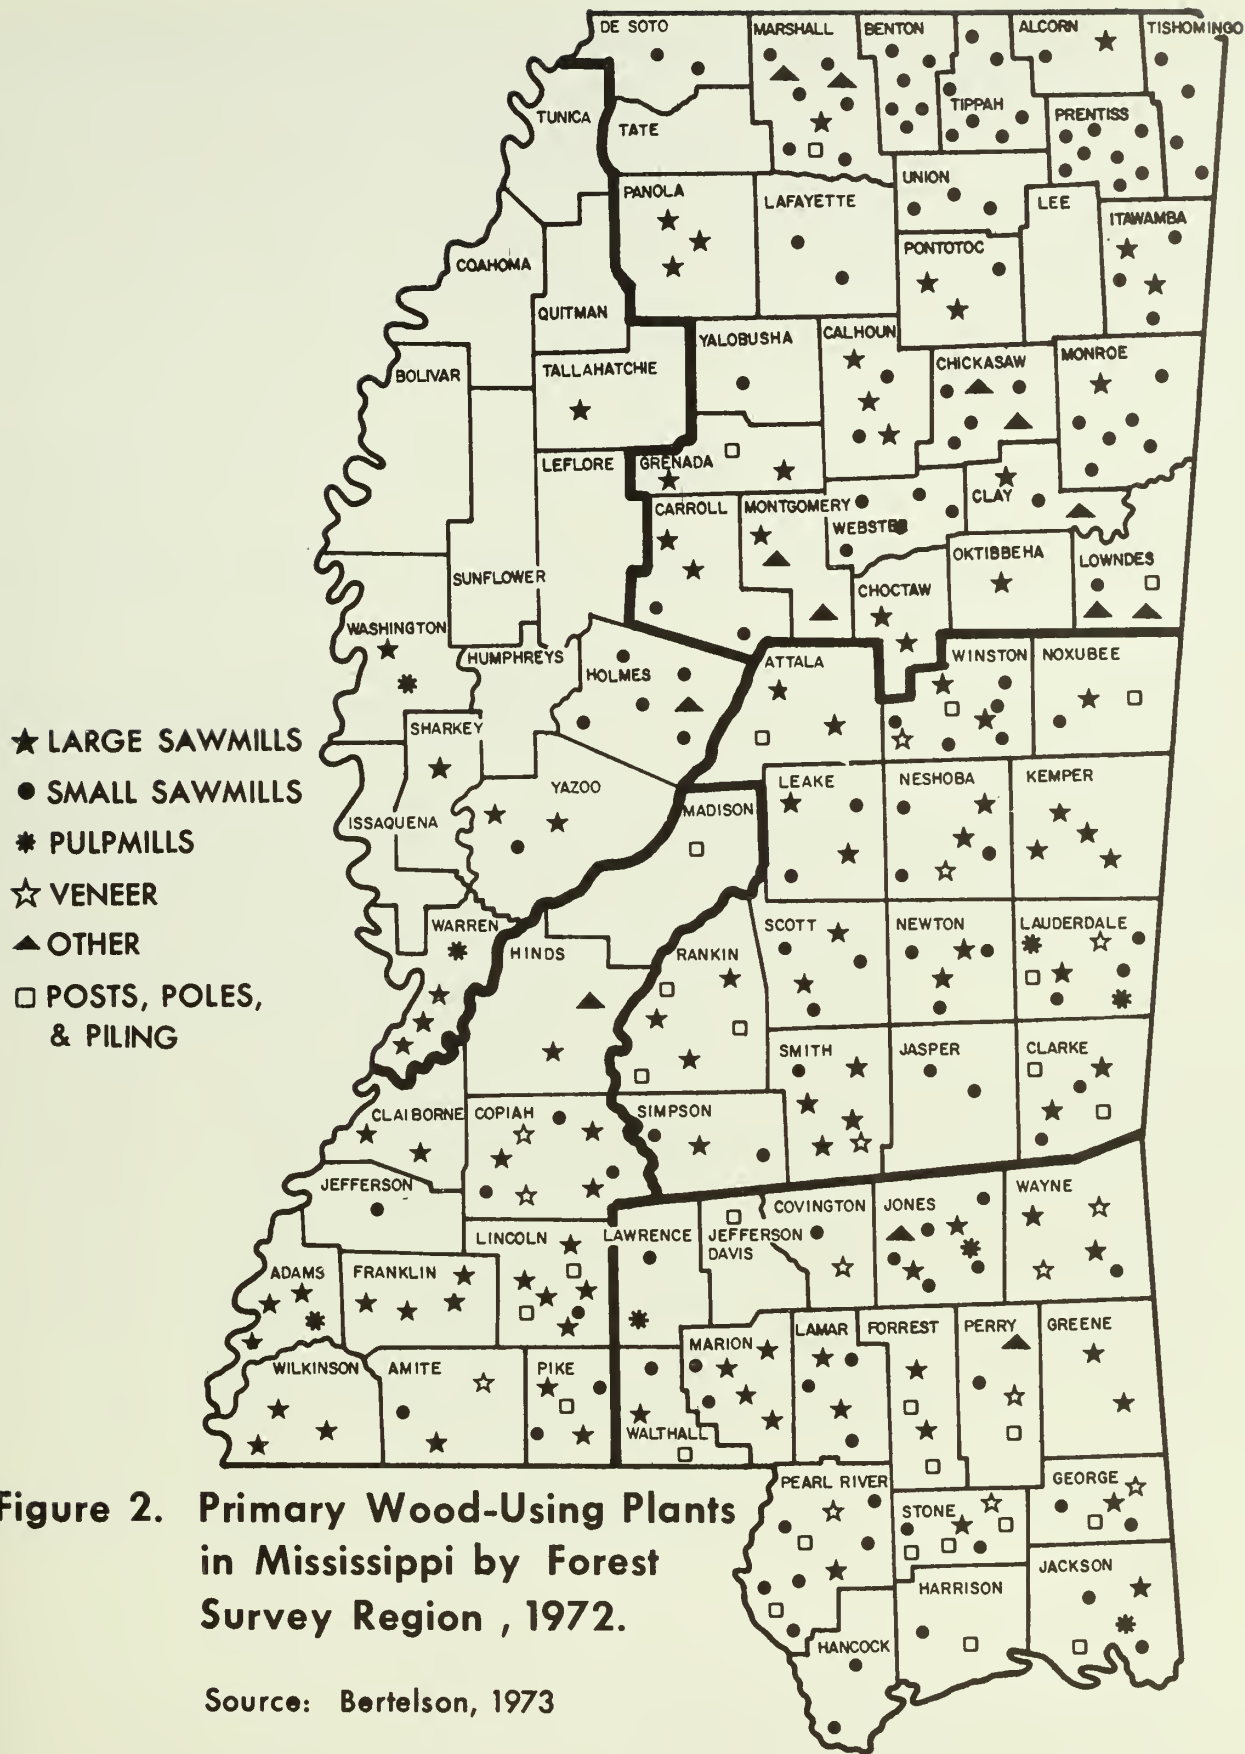 DE SOTO
MARSHALL
BENTON
ALCORN
TISHOMINGO
TUNICA
TATE
TIPPAH
PRENTISS
UNION
PANOLA
LAFAYETTE
LEE
ITAWAMBA
PONTOTOC
COAHOMA
QUITMAN
YALOBUSHA
CALHOUN
CHICKASAW
MONROE
BOLIVAR
TALLAHATCHIE
LEFLORE
GRENADA
CARROLL
MONTGOMERY
WEBSTER
CLAY
OKTIBBEHA
LOWNDES
SUNFLOWER
CHOCTAW
WASHINGTON
HUMPHREYS
HOLMES
ATTALA
WINSTON
NOXUBEE
SHARKEY
YAZOO
LEAKE
NESHOBA
KEMPER
MADISON
ISSAQUENA
WARREN
HINDS
RANKIN
SCOTT
NEWTON
LAUDERDALE
SMITH
JASPER
CLARKE
CLAIBORNE
COPIAH
SIMPSON
JEFFERSON
COVINGTON
JONES
WAYNE
LINCOLN
LAWRENCE
JEFFERSON
DAVIS
ADAMS
FRANKLIN
MARION
LAMAR
FORREST
PERRY
GREENE
WILKINSON
AMITE
PIKE
WALTHALL
PEARL RIVER
STONE
GEORGE
HARRISON
JACKSON
HANCOCK
LARGE SAWMILLS
SMALL SAWMILLS
PULPMILLS
VENEER
OTHER
POSTS, POLES,
& PILING
Figure 2. Primary Wood-Using Plants
in Mississippi by Forest
Survey Region , 1972.
Source: Bertelson, 1973